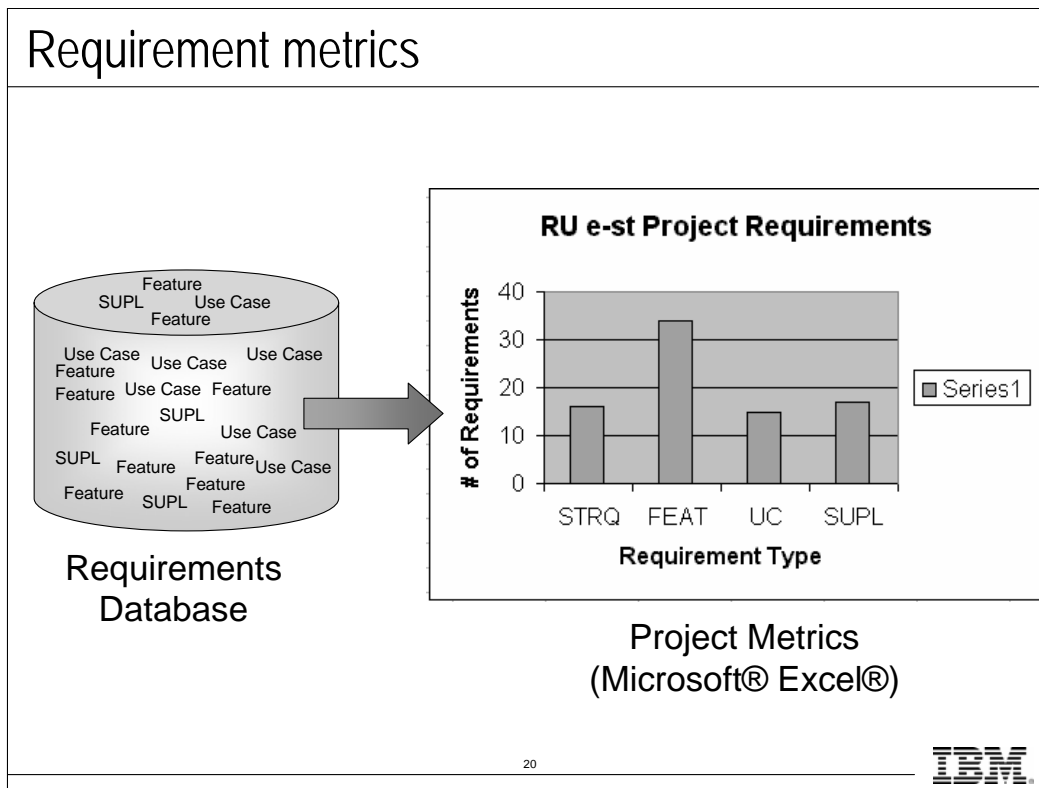 Requirement metrics
Feature
SUPL Use Case
Feature
Use Case Use Case Use Case
Feature
Feature Use Case Feature
SUPL
Feature Use Case
SUPL Feature Feature Use Case
Feature
Feature SUPL Feature
Requirements
Database
RU e-st Project Requirements
# of Requirements
40
30
20
10
0
STRQ FEAT UC SUPL
Requirement Type
Series1
Project Metrics
(Microsoft® Excel®)
20
IBM.